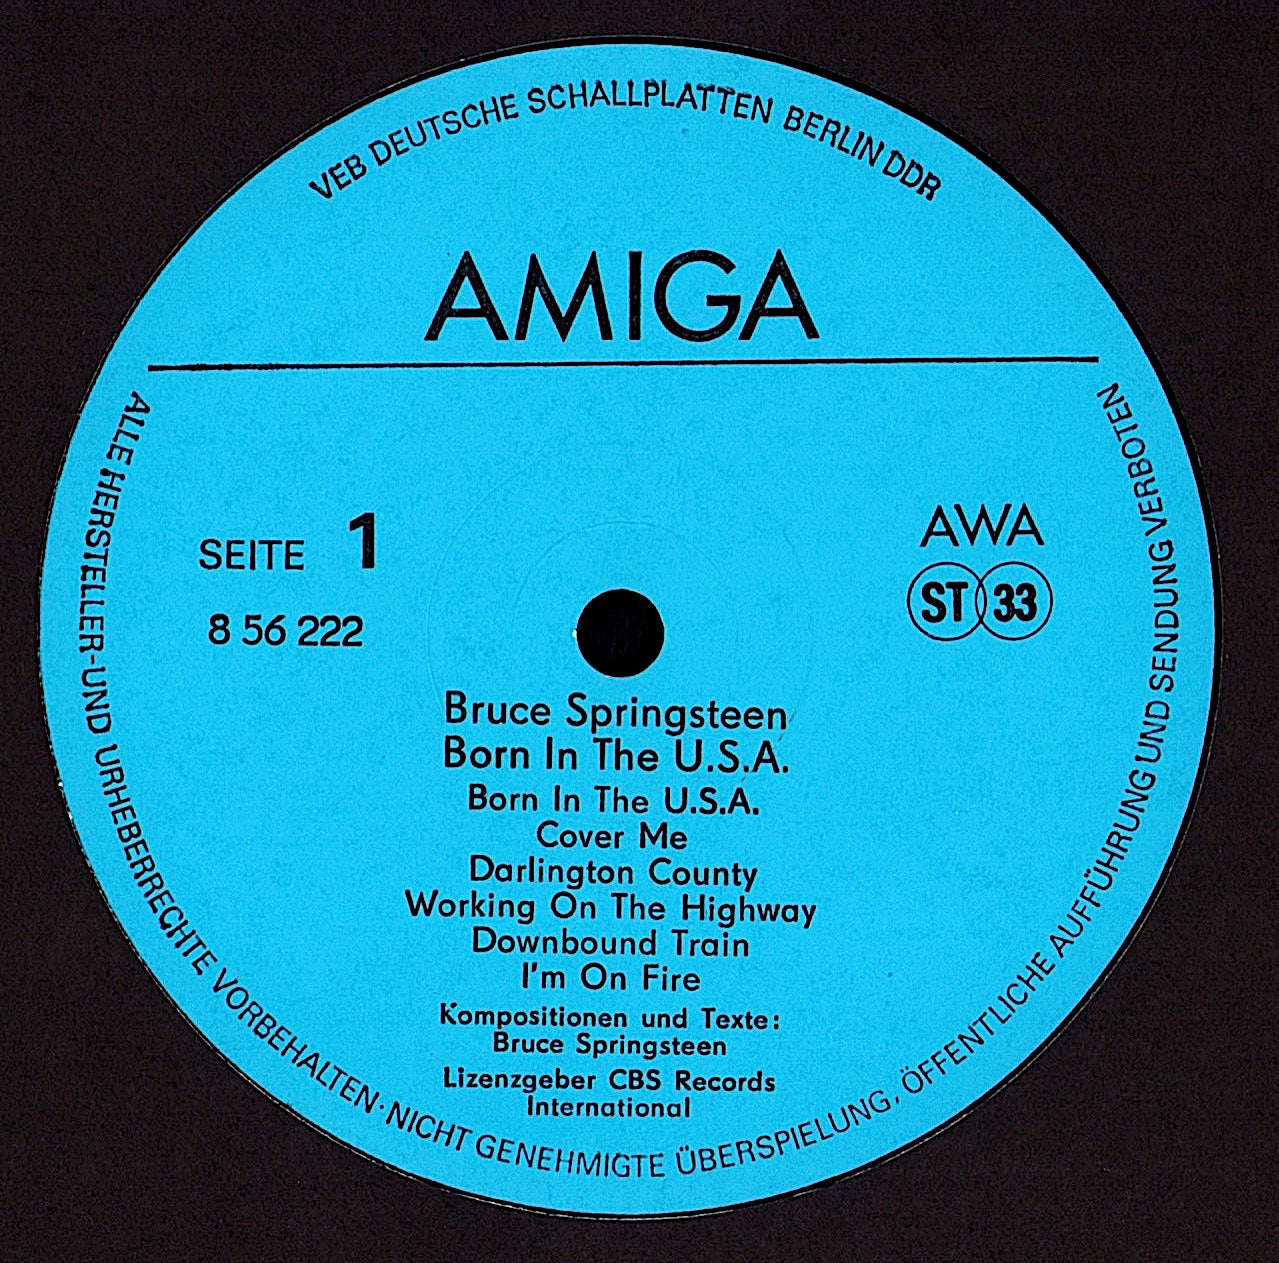 VEB DEUTSCHE SCHALLPLATTEN BERLIN DDR
AMIGA
SEITE 1
8 56 222
AWA
ST 33
Bruce Springsteen
Born In The U.S.A.
Born In The U.S.A.
Cover Me
Darlington County
Working On The Highway
Downbound Train
I'm On Fire
Kompositionen und Texte:
Bruce Springsteen
Lizenzgeber CBS Records
International
ALLE HERSTELLER-UND URHEBERRECHTE VORBEHALTEN · NICHT GENEHMIGTE ÜBERSPIELUNG, ÖFFENTLICHE AUFFÜHRUNG UND SENDUNG VERBOTEN